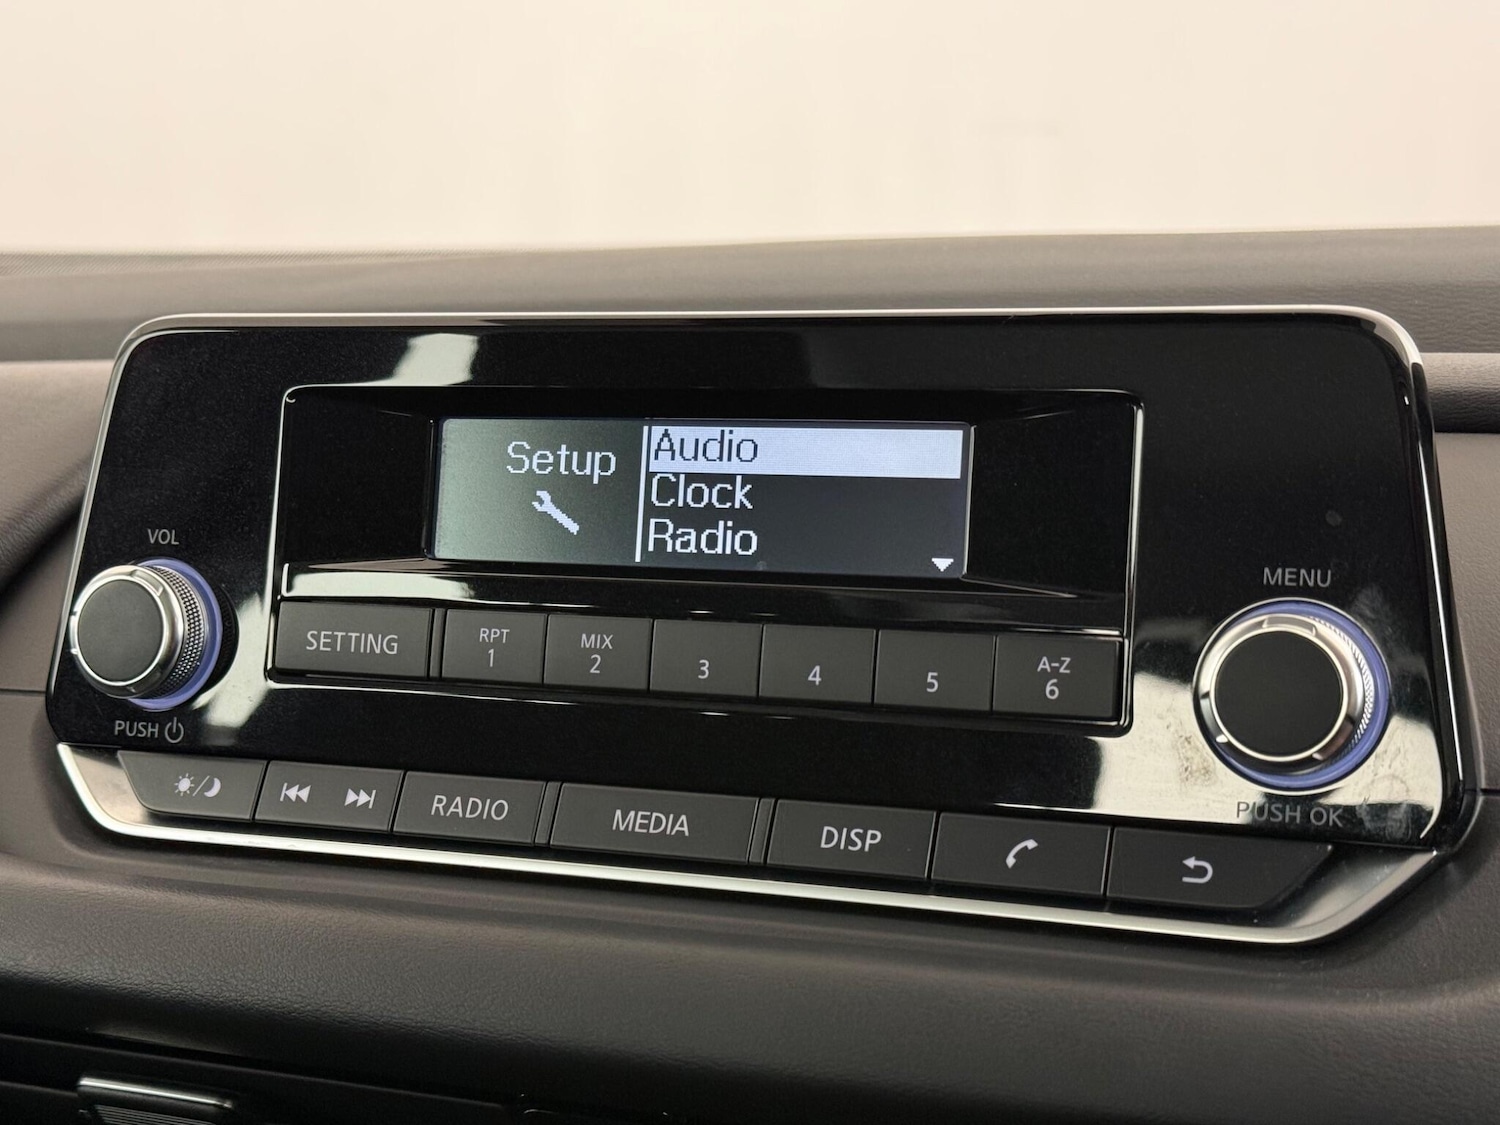 Setup
Audio
Clock
Radio
VOL
PUSH
MENU
PUSH OK
SETTING
RPT
1
MIX
2
3
4
5
A-Z
6
RADIO
MEDIA
DISP